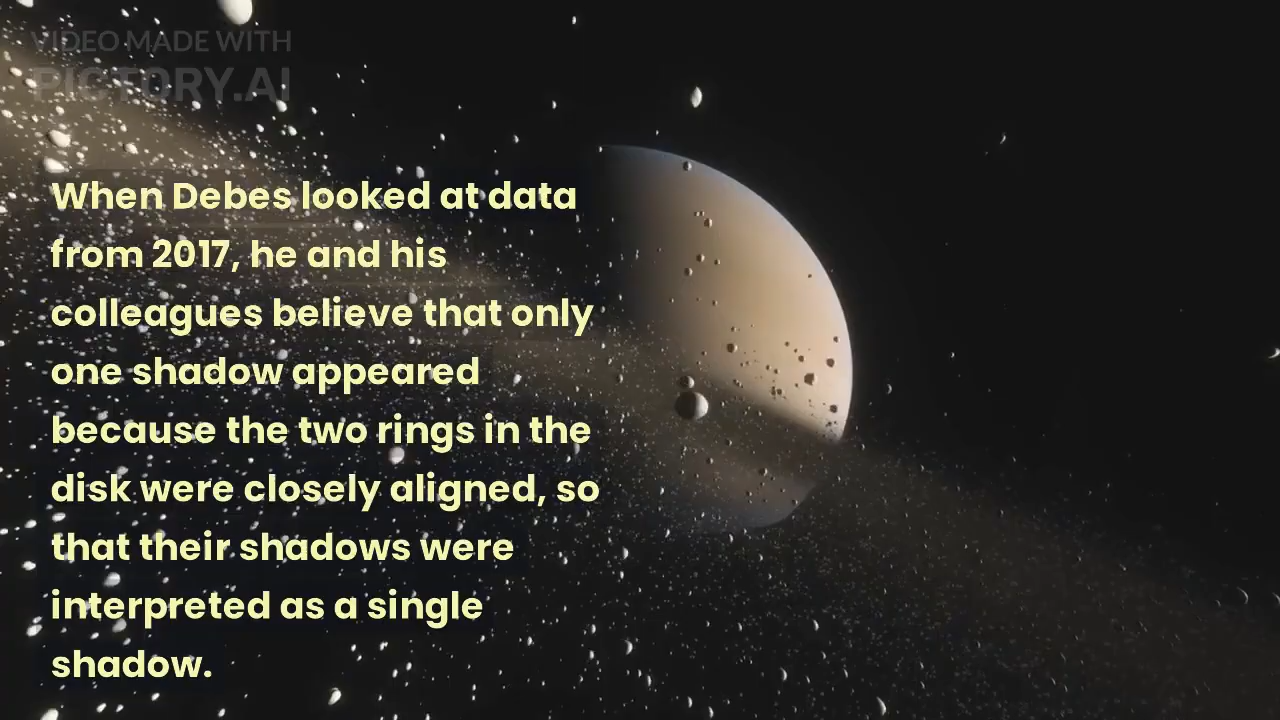 VIDEO MADE WITH
PICTORY.AI
When Debes looked at data
from 2017, he and his
colleagues believe that only
one shadow appeared
because the two rings in the
disk were closely aligned, so
that their shadows were
interpreted as a single
shadow.